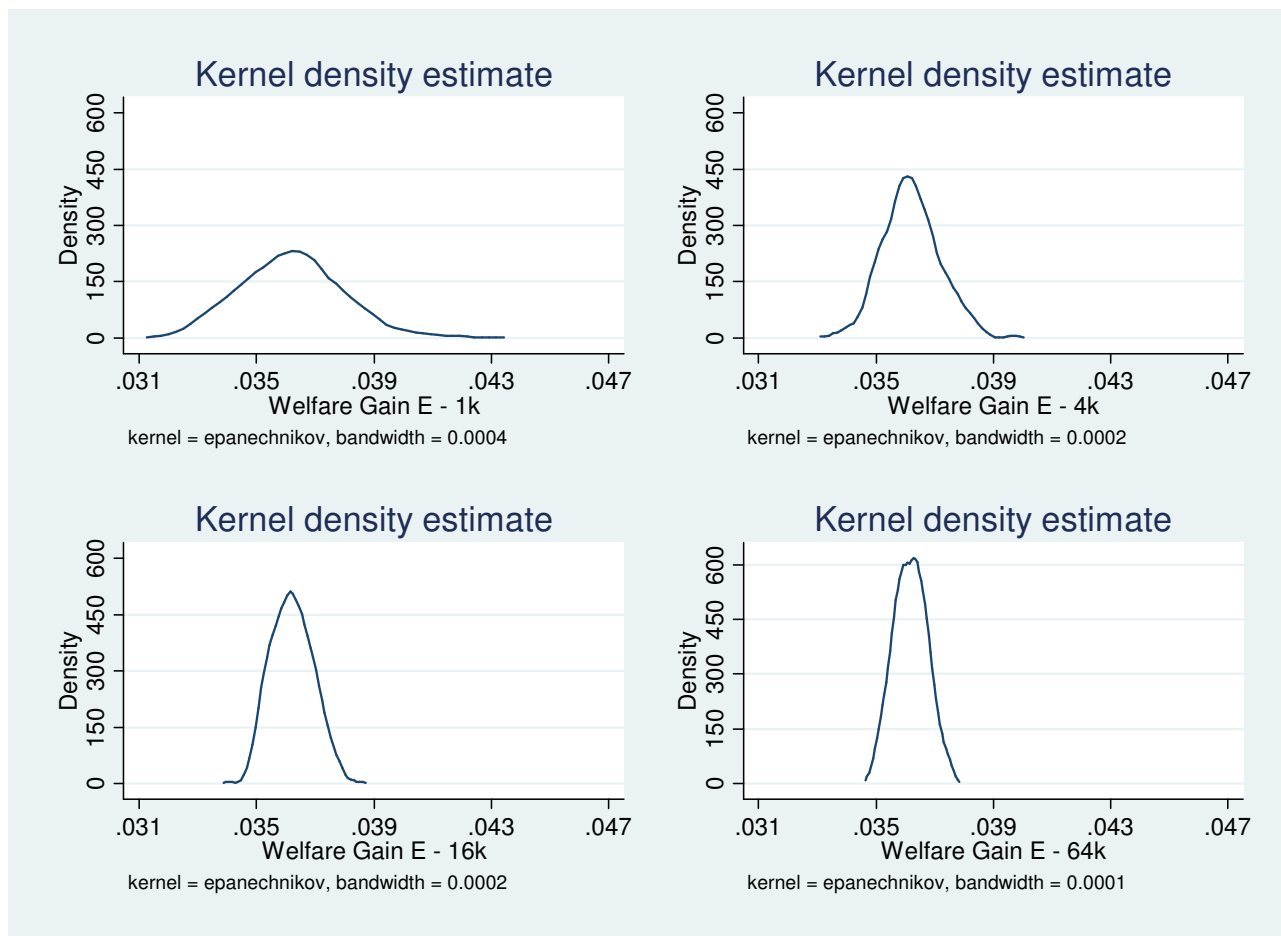 Kernel density estimate
Density
600
450
300
150
0
.031 .035 .039 .043 .047
Welfare Gain E - 1k
kernel = epanechnikov, bandwidth = 0.0004
Kernel density estimate
Density
600
450
300
150
0
.031 .035 .039 .043 .047
Welfare Gain E - 4k
kernel = epanechnikov, bandwidth = 0.0002
Kernel density estimate
Density
600
450
300
150
0
.031 .035 .039 .043 .047
Welfare Gain E - 16k
kernel = epanechnikov, bandwidth = 0.0002
Kernel density estimate
Density
600
450
300
150
0
.031 .035 .039 .043 .047
Welfare Gain E - 64k
kernel = epanechnikov, bandwidth = 0.0001